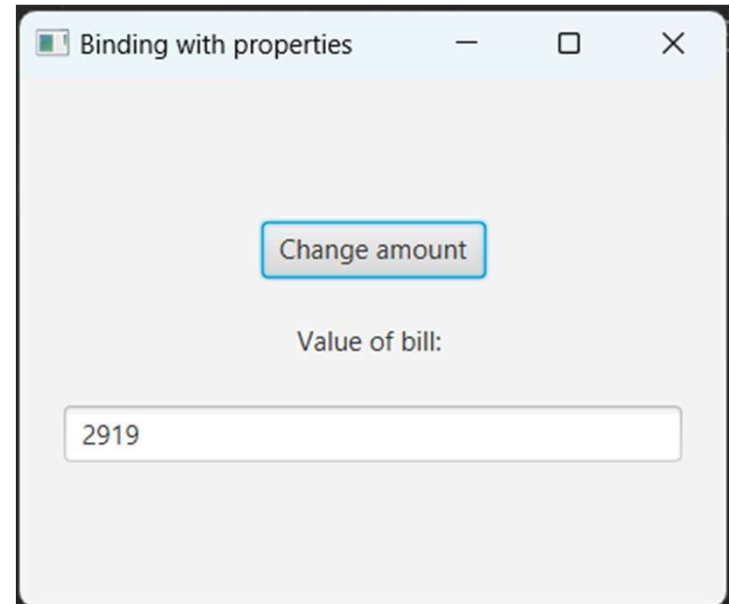 Binding with properties
Change amount
Value of bill:
2919